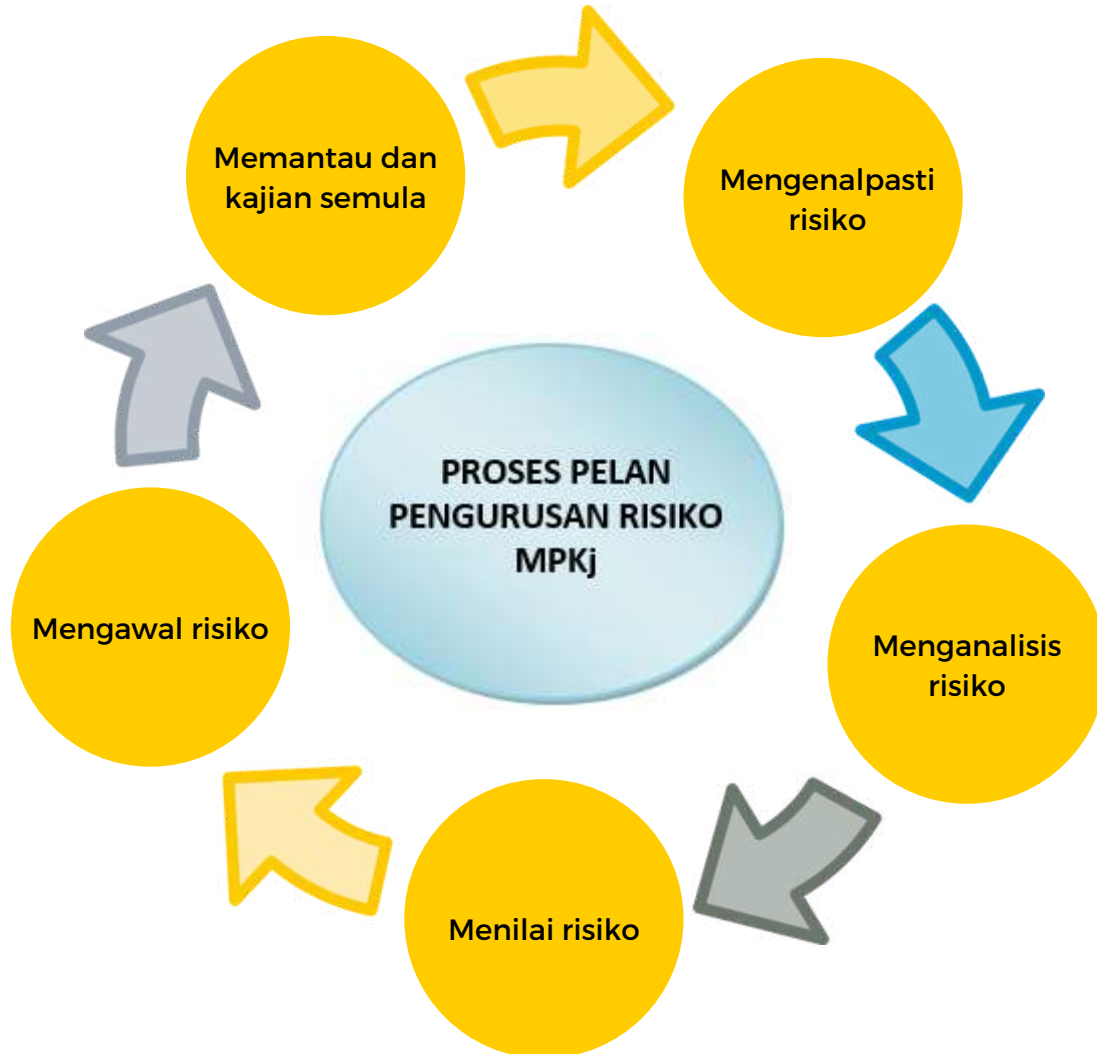 Memantau dan
kajian semula
Mengenalpasti
risiko
PROSES PELAN
PENGURUSAN RISIKO
MPKj
Mengawal risiko
Menganalisis
risiko
Menilai risiko